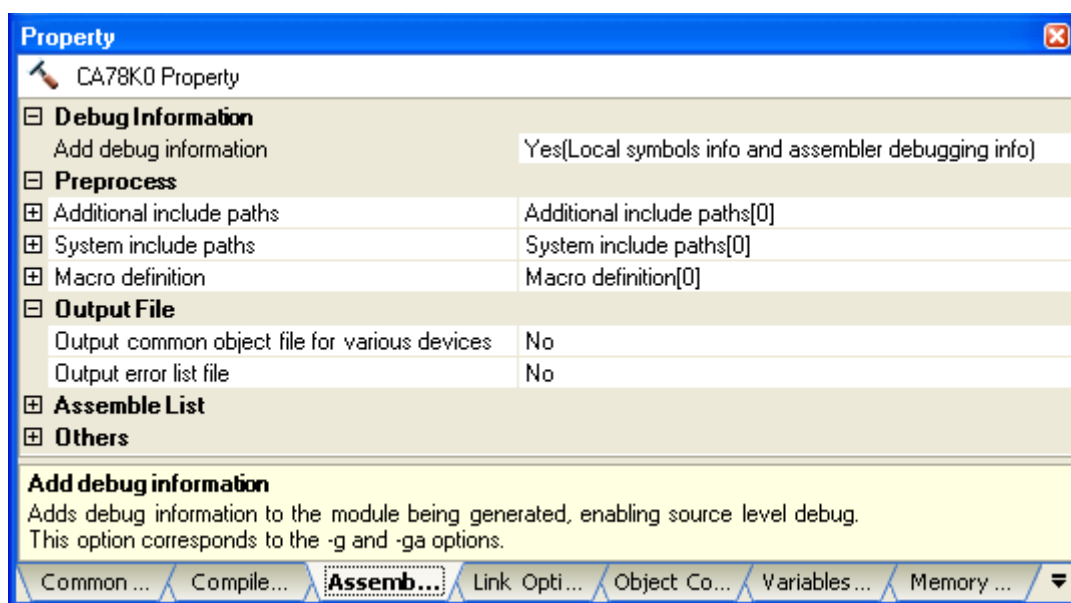 Property
CA78K0 Property
Debug Information
Add debug information Yes(Local symbols info and assembler debugging info)
Preprocess
Additional include paths Additional include paths[0]
System include paths System include paths[0]
Macro definition Macro definition[0]
Output File
Output common object file for various devices No
Output error list file No
Assemble List
Others
Add debug information
Adds debug information to the module being generated, enabling source level debug.
This option corresponds to the -g and -ga options.
Common ... Compile... Assemb... Link Opti... Object Co... Variables... Memory ...